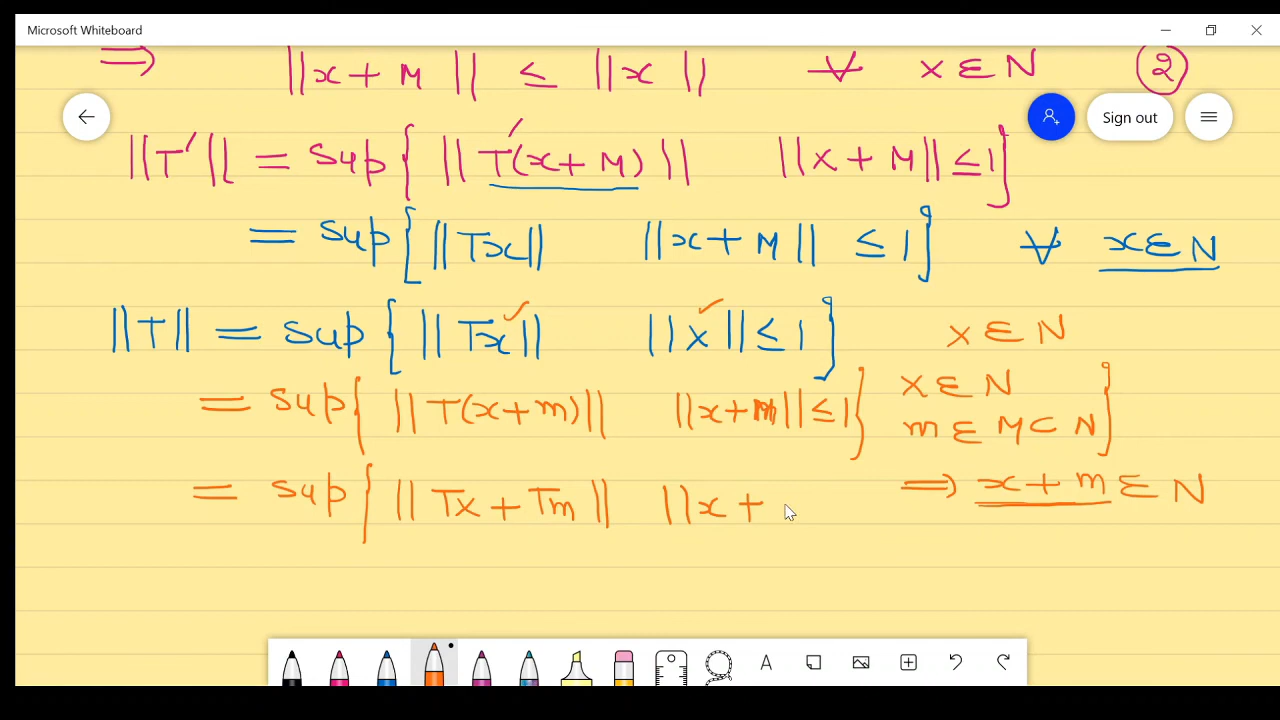 Microsoft Whiteboard
⇒ ||x + M || ≤ ||x || ∀ x ∈ N ②
Sign out
||T'|| = Sup{ || T'(x + M) || ||x + M|| ≤ 1}
= Sup{ ||Tx|| ||x + M || ≤ 1} ∀ x ∈ N
||T|| = Sup{ || Tx || ||x || ≤ 1} x ∈ N
= Sup{ || T(x+m)|| ||x+m|| ≤ 1} x ∈ N
m ∈ M ⊂ N }
= Sup{ || Tx + Tm || ||x + ⇒ x + m ∈ N